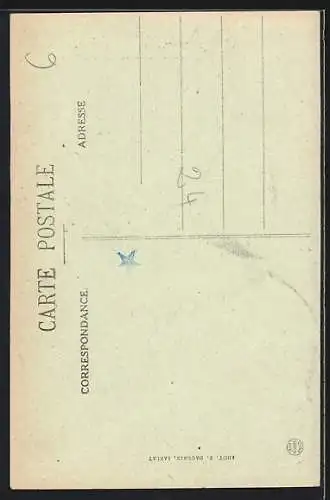 CARTE POSTALE
CORRESPONDANCE.
ADRESSE
6
24